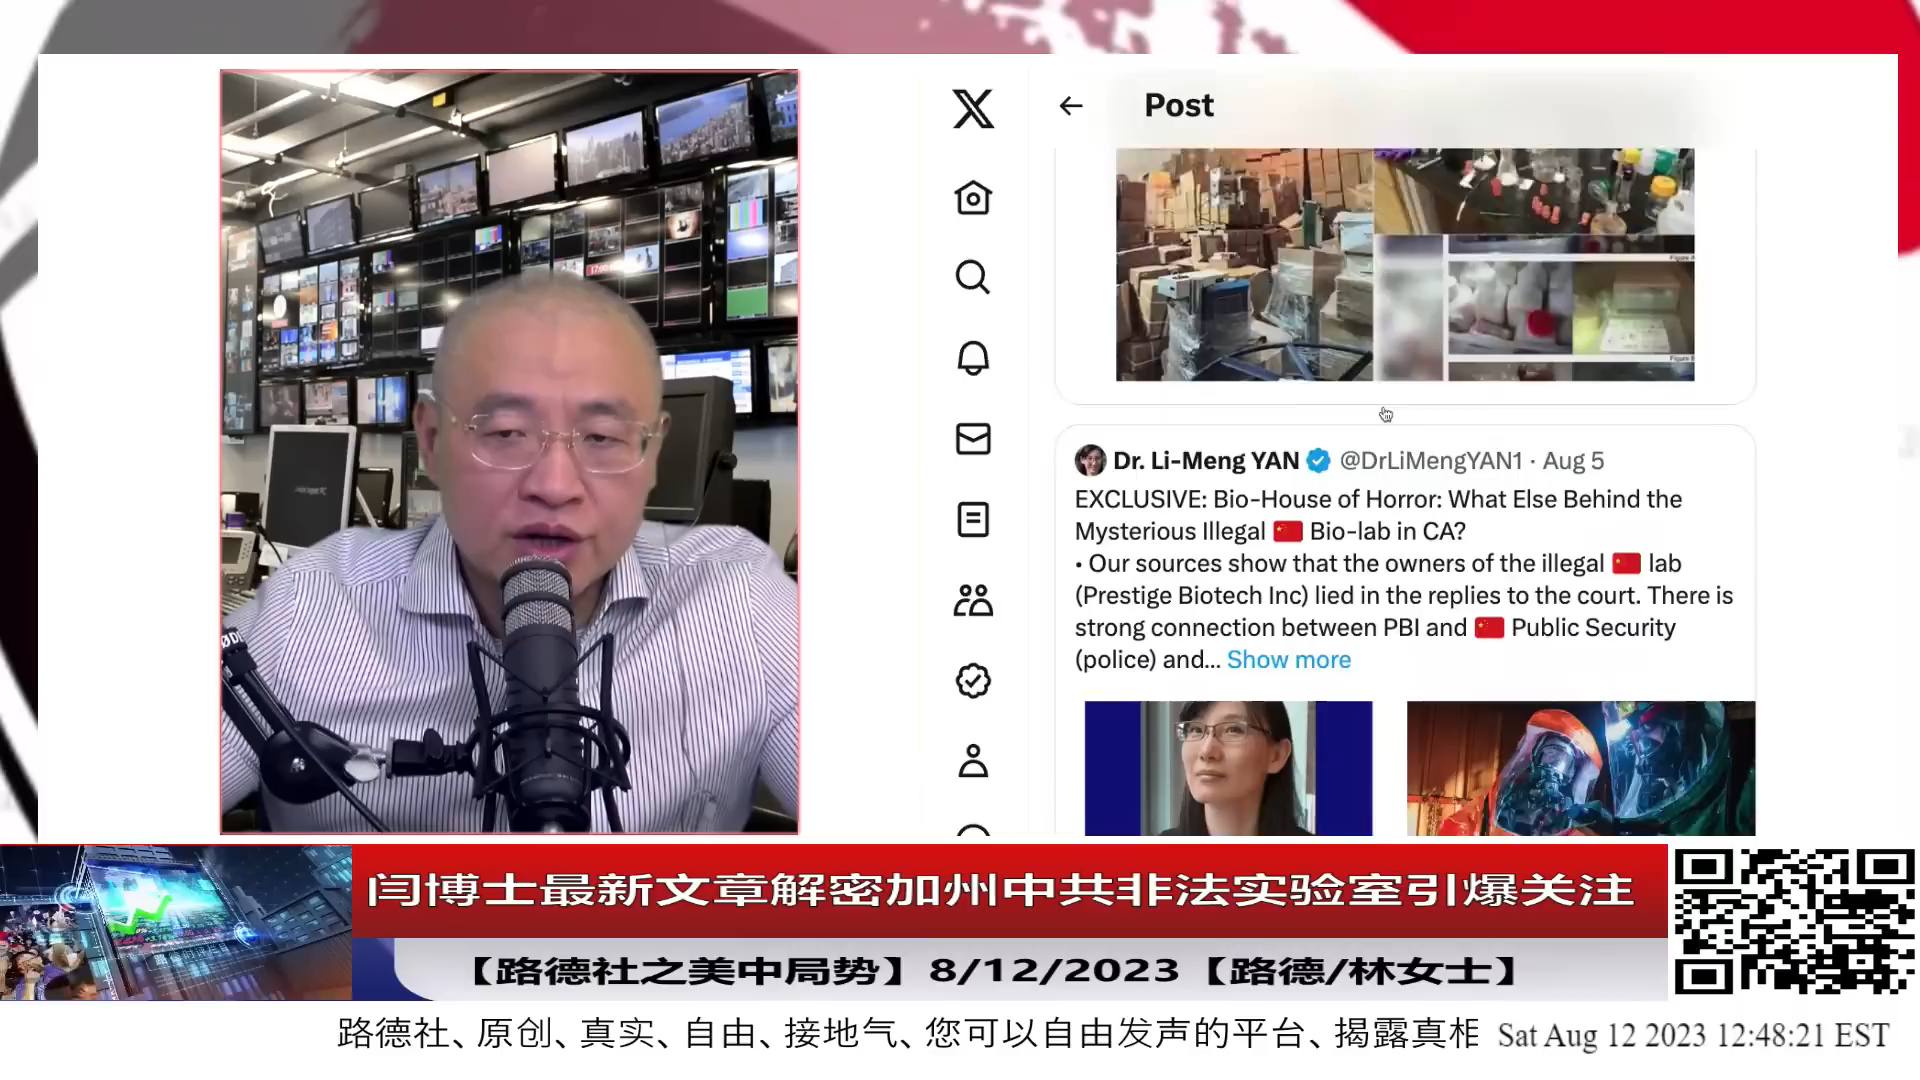 Post
Figure A
Figure B
Dr. Li-Meng YAN @DrLiMengYAN1 · Aug 5
EXCLUSIVE: Bio-House of Horror: What Else Behind the
Mysterious Illegal 🇨🇳 Bio-lab in CA?
• Our sources show that the owners of the illegal 🇨🇳 lab
(Prestige Biotech Inc) lied in the replies to the court. There is
strong connection between PBI and 🇨🇳 Public Security
(police) and... Show more
闫博士最新文章解密加州中共非法实验室引爆关注
【路德社之美中局势】8/12/2023【路德/林女士】
路德社、原创、真实、自由、接地气、您可以自由发声的平台、揭露真相
Sat Aug 12 2023 12:48:21 EST